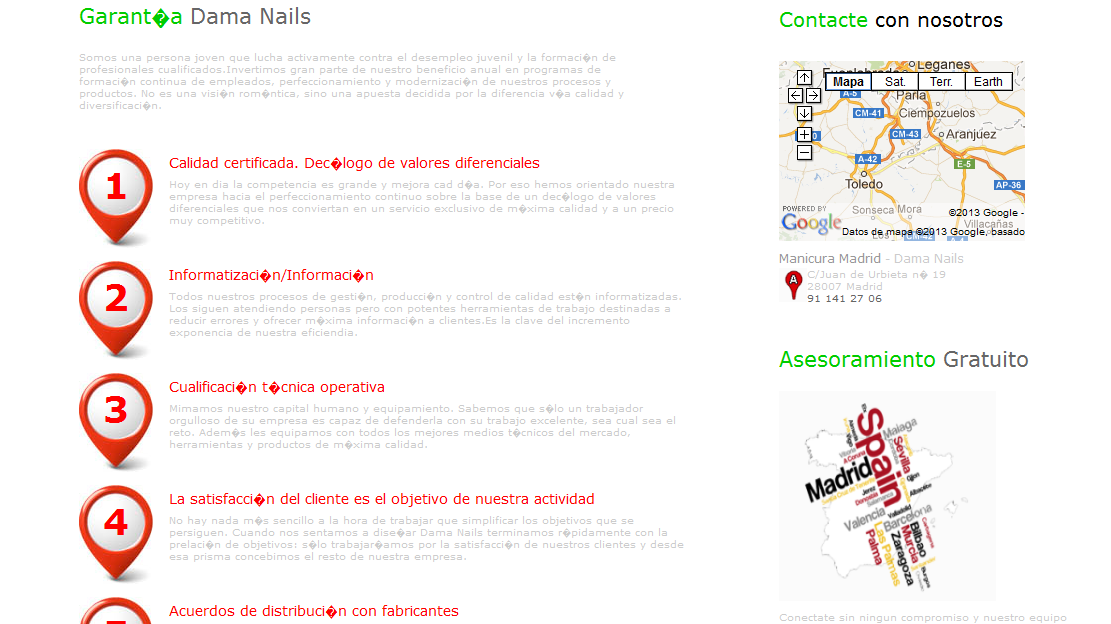 Garant�a Dama Nails
Somos una persona joven que lucha activamente contra el desempleo juvenil y la formaci�n de
profesionales cualificados.Invertimos gran parte de nuestro beneficio anual en programas de
formaci�n continua de empleados, perfeccionamiento y modernizaci�n de nuestros procesos y
productos. No es una visi�n rom�ntica, sino una apuesta decidida por la diferencia v�a calidad y
diversificaci�n.
1
Calidad certificada. Dec�logo de valores diferenciales
Hoy en dia la competencia es grande y mejora cad d�a. Por eso hemos orientado nuestra
empresa hacia el perfeccionamiento continuo sobre la base de un dec�logo de valores
diferenciales que nos conviertan en un servicio exclusivo de m�xima calidad y a un precio
muy competitivo.
2
Informatizaci�n/Informaci�n
Todos nuestros procesos de gesti�n, producci�n y control de calidad est�n informatizadas.
Los siguen atendiendo personas pero con potentes herramientas de trabajo destinadas a
reducir errores y ofrecer m�xima informaci�n a clientes.Es la clave del incremento
exponencia de nuestra eficiendia.
3
Cualificaci�n t�cnica operativa
Mimamos nuestro capital humano y equipamiento. Sabemos que s�lo un trabajador
orgulloso de su empresa es capaz de defenderla con su trabajo excelente, sea cual sea el
reto. Adem�s les equipamos con todos los mejores medios t�cnicos del mercado,
herramientas y productos de m�xima calidad.
4
La satisfacci�n del cliente es el objetivo de nuestra actividad
No hay nada m�s sencillo a la hora de trabajar que simplificar los objetivos que se
persiguen. Cuando nos sentamos a dise�ar Dama Nails terminamos r�pidamente con la
prelaci�n de objetivos: s�lo trabajar�amos por la satisfacci�n de nuestros clientes y desde
esa prisma concebimos el resto de nuestra empresa.
Acuerdos de distribuci�n con fabricantes
Contacte con nosotros
Leganes
Mapa Sat. Terr. Earth
A-5
Parla
CM-41
Ciempozuelos
CM-43
Aranjuez
A-42
E-5
Toledo
AP-36
POWERED BY
Google
Sonseca Mora
©2013 Google -
Villacañas
Datos de mapa ©2013 Google, basado
Manicura Madrid - Dama Nails
A
C/Juan de Urbieta n� 19
28007 Madrid
91 141 27 06
Asesoramiento Gratuito
Spain
Malaga
Sevilla
Madrid
Gijon
Albacete
Jerez
Donostia
Salamanca
Valladolid
Valencia
Barcelona
Bilbao
Murcia
Zaragoza
Las Palmas
Palma
Burgos
Conectate sin ningun compromiso y nuestro equipo